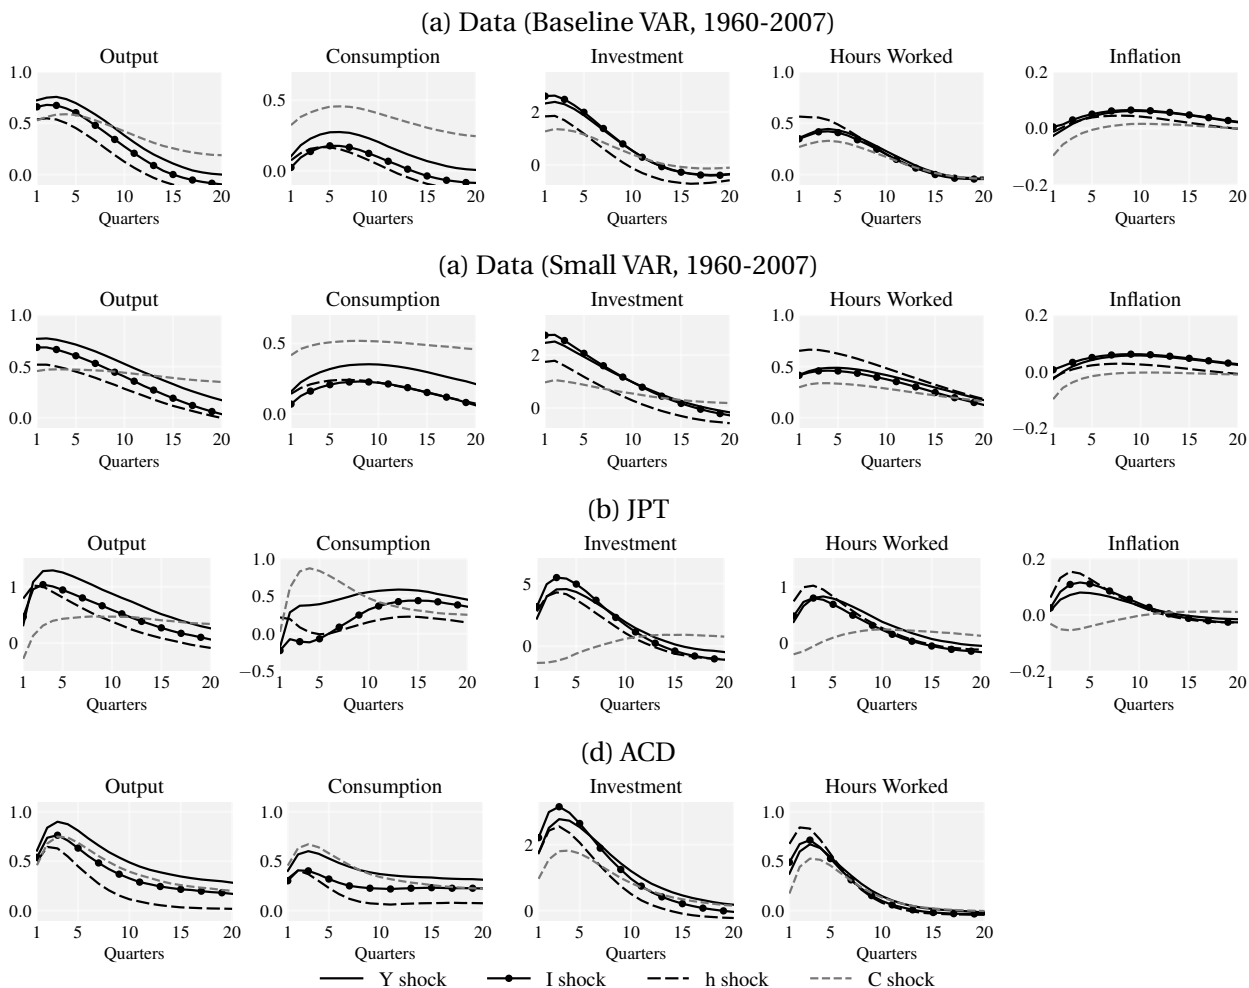 (a) Data (Baseline VAR, 1960-2007)
Output Consumption Investment Hours Worked Inflation
1.0 0.5 0.0
0.5 0.0
2 0
1.0 0.5 0.0
0.2 0.0 −0.2
1 5 10 15 20 1 5 10 15 20 1 5 10 15 20 1 5 10 15 20 1 5 10 15 20
Quarters Quarters Quarters Quarters Quarters
(a) Data (Small VAR, 1960-2007)
Output Consumption Investment Hours Worked Inflation
1.0 0.5 0.0
0.5 0.0
2 0
1.0 0.5 0.0
0.2 0.0 −0.2
1 5 10 15 20 1 5 10 15 20 1 5 10 15 20 1 5 10 15 20 1 5 10 15 20
Quarters Quarters Quarters Quarters Quarters
(b) JPT
Output Consumption Investment Hours Worked Inflation
1 0
1.0 0.5 0.0 −0.5
5 0
1 0
0.2 0.0 −0.2
1 5 10 15 20 1 5 10 15 20 1 5 10 15 20 1 5 10 15 20 1 5 10 15 20
Quarters Quarters Quarters Quarters Quarters
(d) ACD
Output Consumption Investment Hours Worked
1.0 0.5 0.0
1.0 0.5 0.0
2 0
1.0 0.5 0.0
1 5 10 15 20 1 5 10 15 20 1 5 10 15 20 1 5 10 15 20
Quarters Quarters Quarters Quarters
Y shock I shock h shock C shock